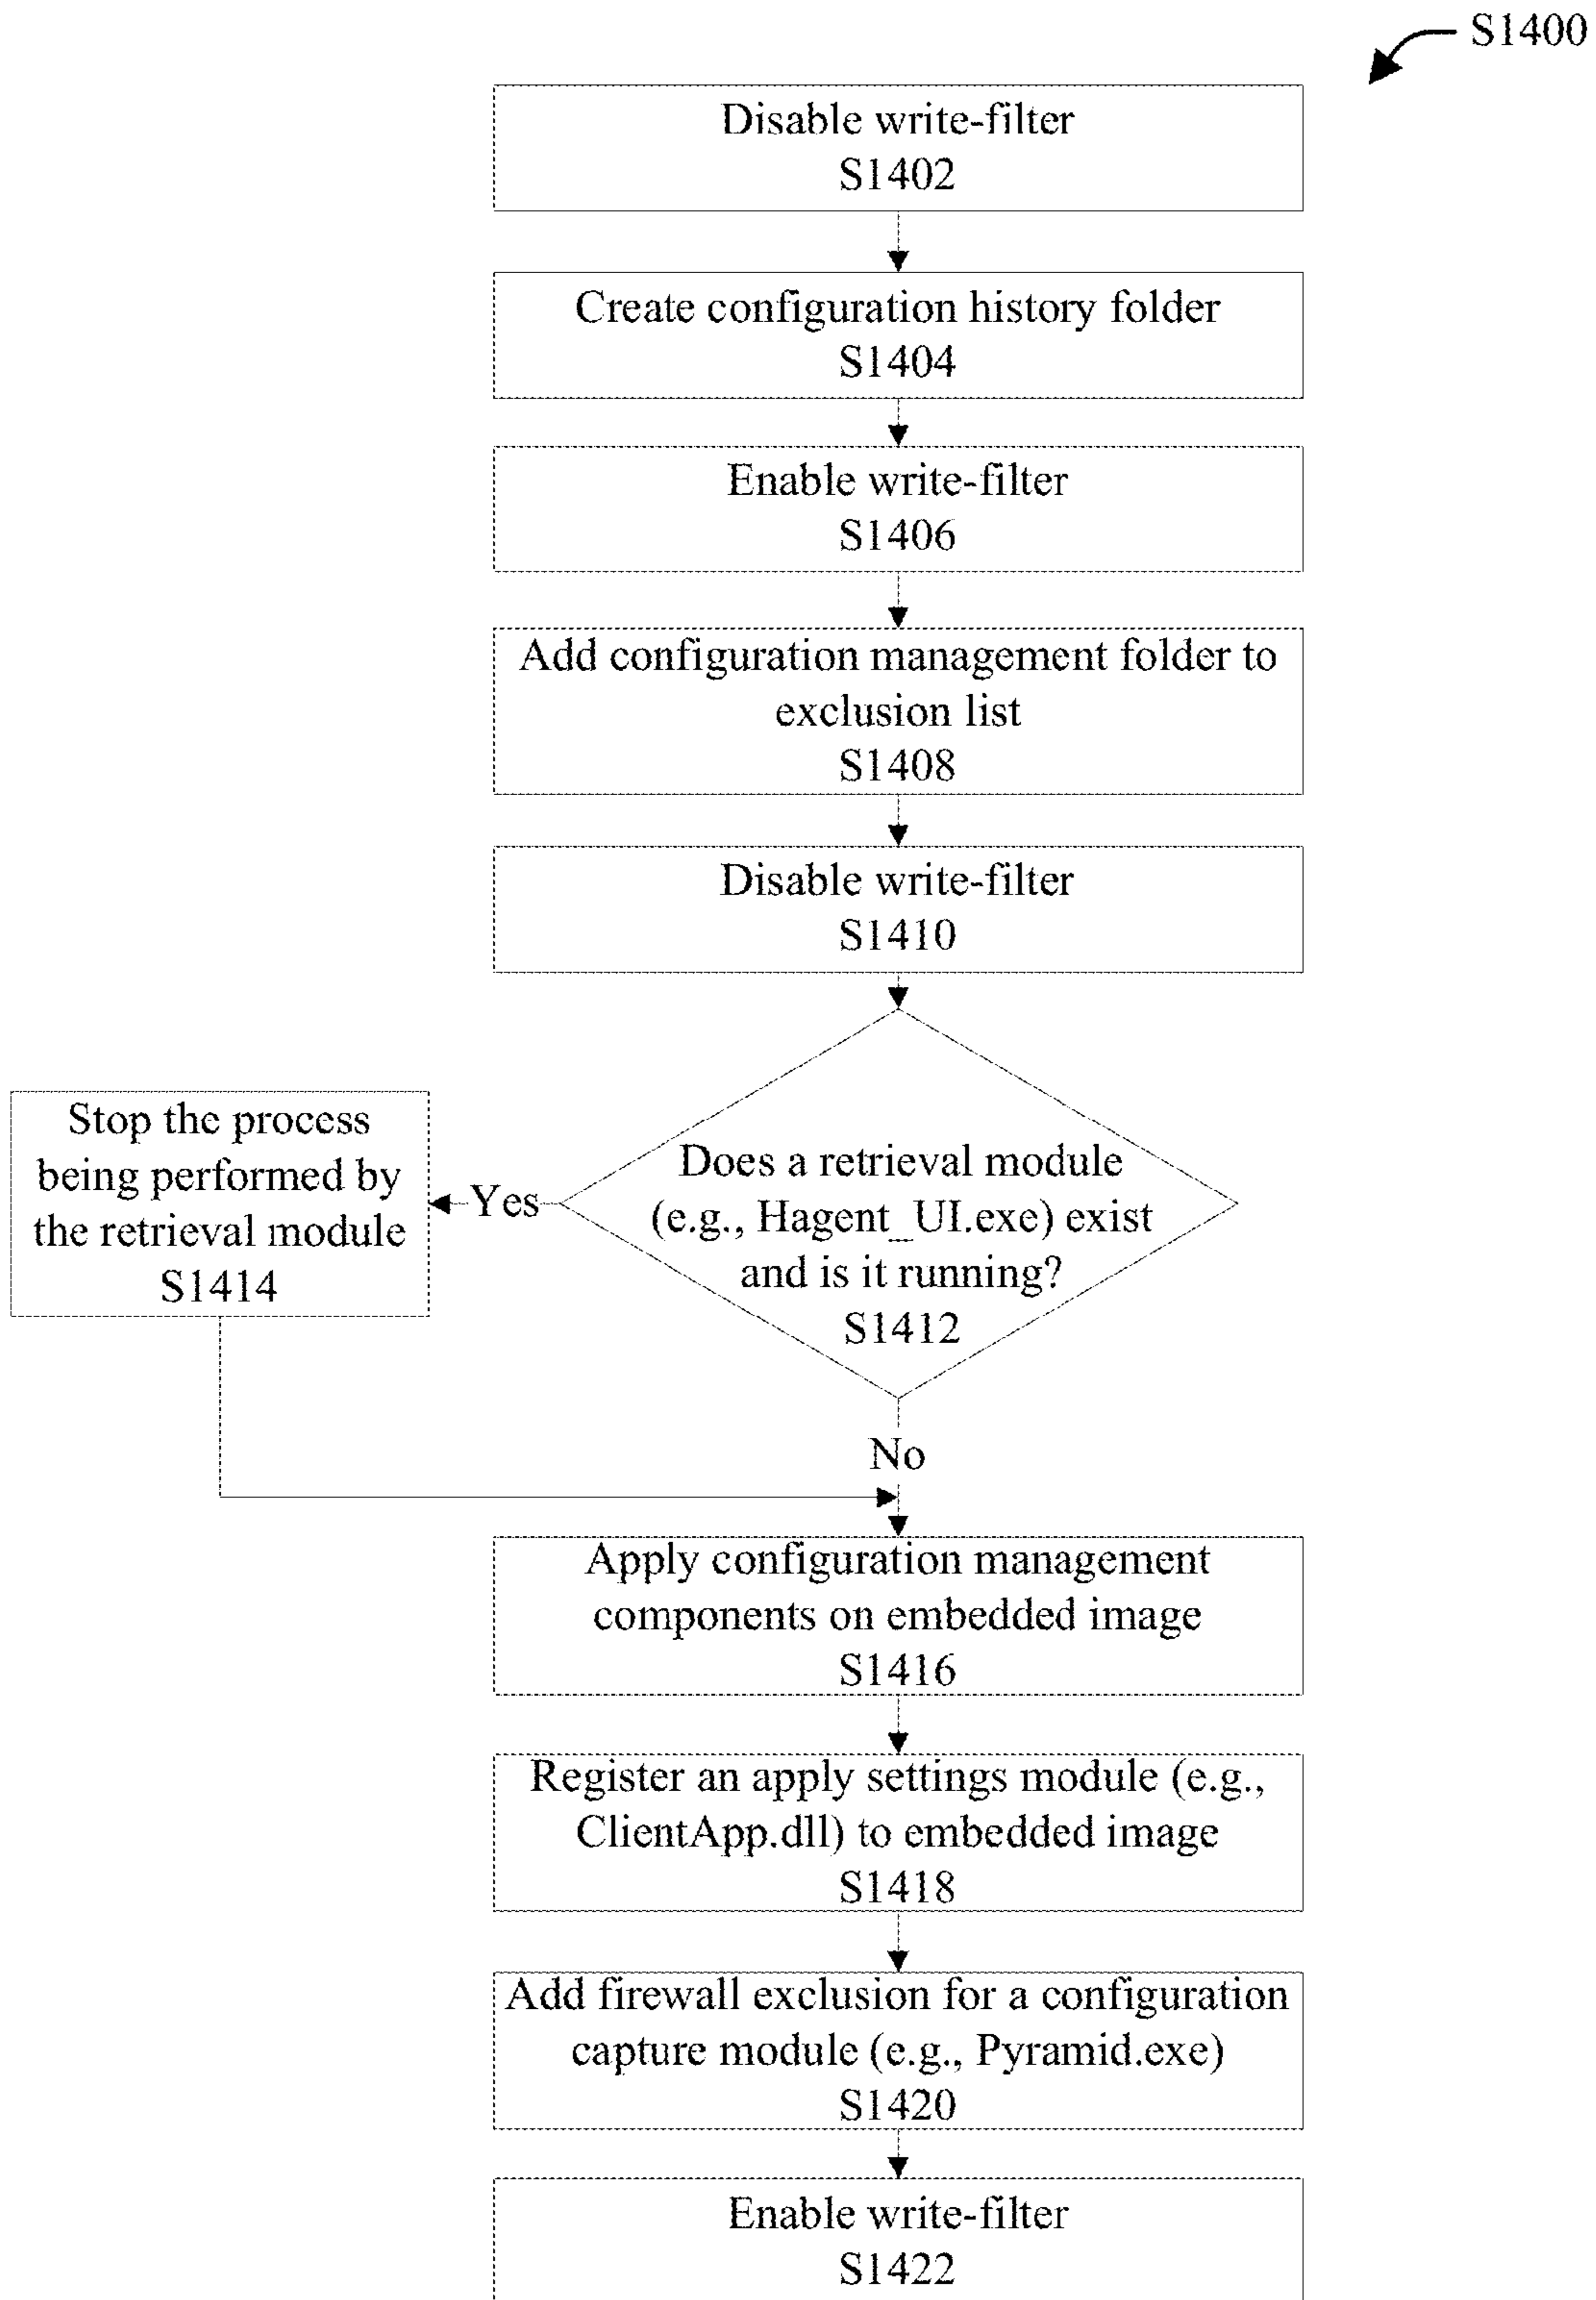 S1400
Disable write-filter
S1402
Create configuration history folder
S1404
Enable write-filter
S1406
Add configuration management folder to
exclusion list
S1408
Disable write-filter
S1410
Does a retrieval module
(e.g., Hagent_UI.exe) exist
and is it running?
S1412
Yes
Stop the process
being performed by
the retrieval module
S1414
No
Apply configuration management
components on embedded image
S1416
Register an apply settings module (e.g.,
ClientApp.dll) to embedded image
S1418
Add firewall exclusion for a configuration
capture module (e.g., Pyramid.exe)
S1420
Enable write-filter
S1422